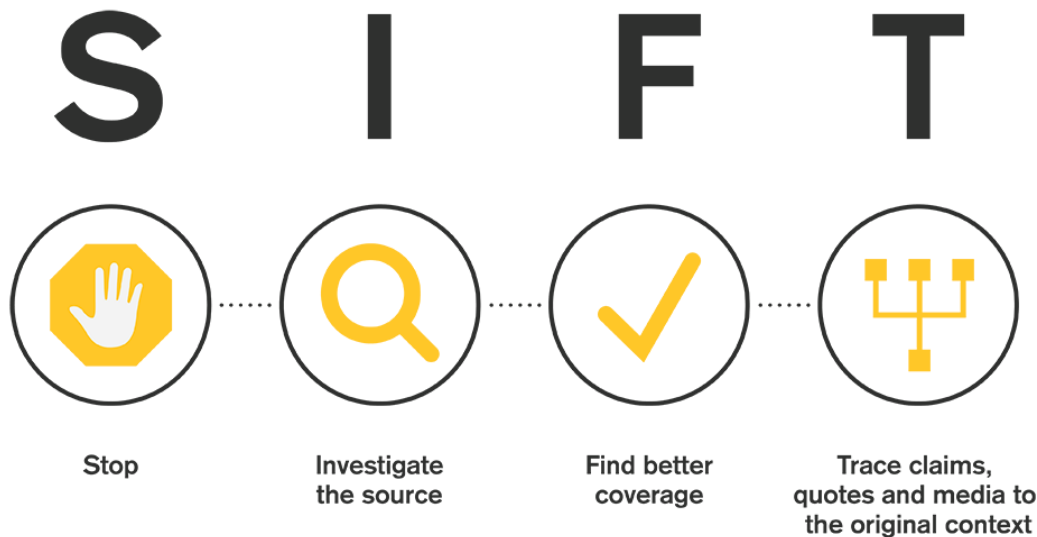 S I F T
Stop
Investigate
the source
Find better
coverage
Trace claims,
quotes and media to
the original context